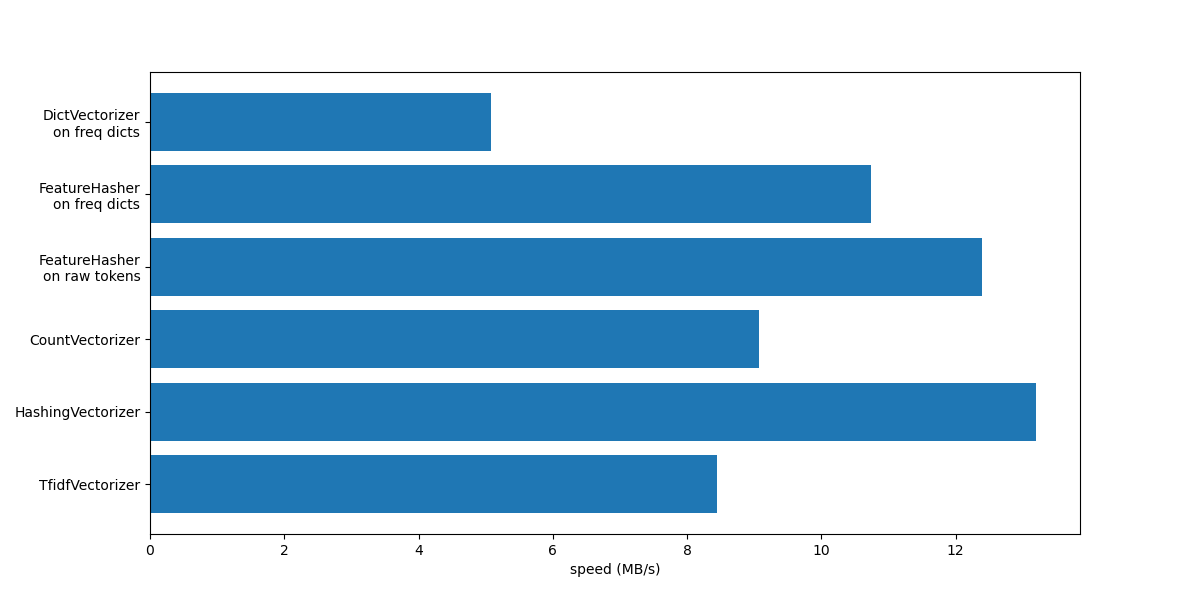 DictVectorizer
on freq dicts
FeatureHasher
on freq dicts
FeatureHasher
on raw tokens
CountVectorizer
HashingVectorizer
TfidfVectorizer
0 2 4 6 8 10 12
speed (MB/s)